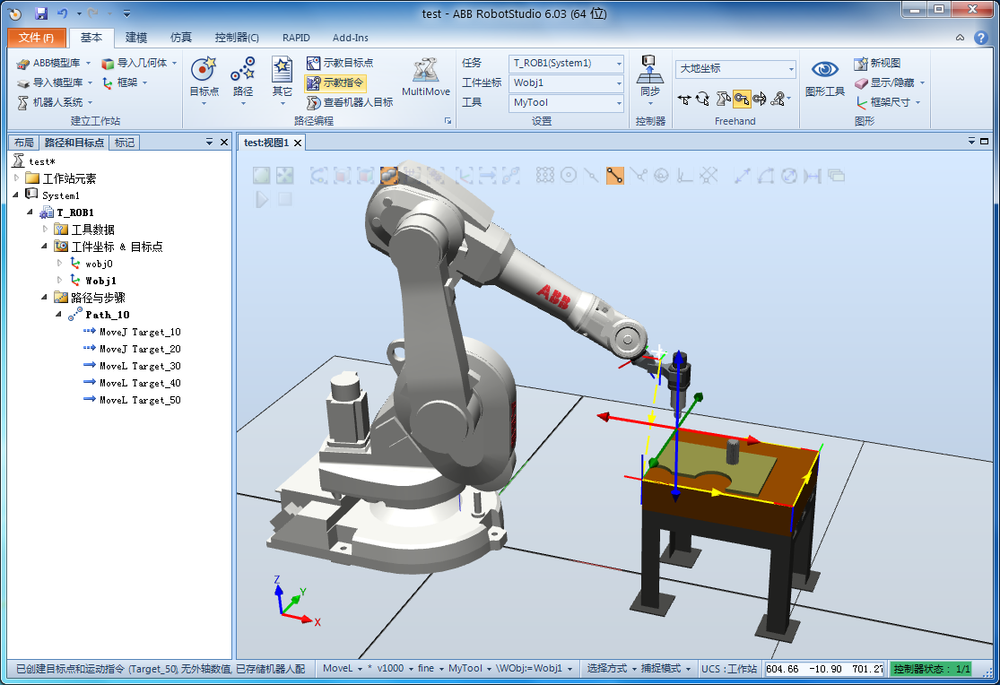 test - ABB RobotStudio 6.03 (64 位)
文件(F) 基本 建模 仿真 控制器(C) RAPID Add-Ins
ABB模型库 导入几何体
导入模型库 框架
机器人系统
建立工作站
目标点 路径 其它
示教目标点
示教指令
查看机器人目标
MultiMove
路径编程
任务 T_ROB1(System1)
工件坐标 Wobj1
工具 MyTool
设置
同步
控制器
大地坐标
Freehand
图形工具
新视图
显示/隐藏
框架尺寸
图形
布局 路径和目标点 标记
test:视图1
test*
工作站元素
System1
T_ROB1
工具数据
工件坐标 & 目标点
wobj0
Wobj1
路径与步骤
Path_10
MoveJ Target_10
MoveJ Target_20
MoveL Target_30
MoveL Target_40
MoveL Target_50
ABB
Z
Y
X
已创建目标点和运动指令 (Target_50), 无外轴数值, 已存储机器人配
MoveL * v1000 fine MyTool \WObj:=Wobj1 选择方式 捕捉模式 UCS : 工作站 604.66 -10.90 701.27 控制器状态： 1/1